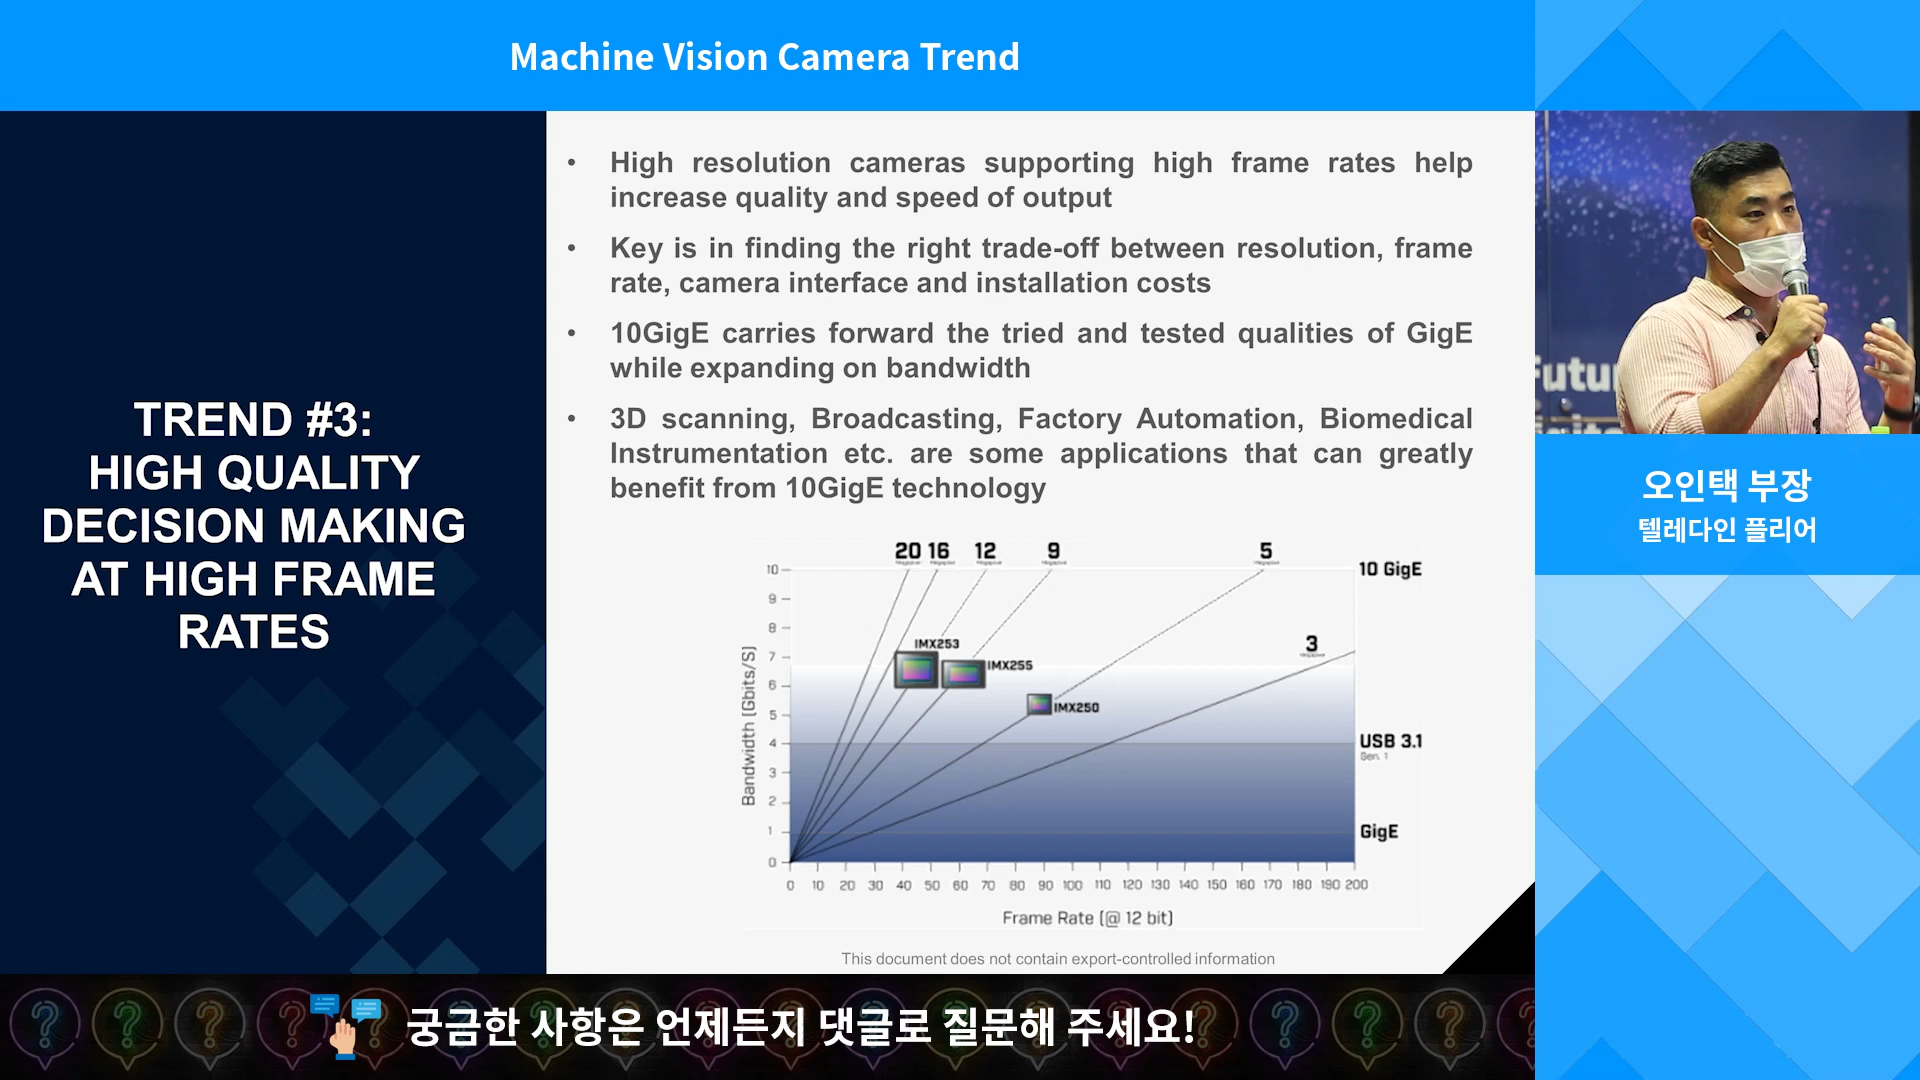 Machine Vision Camera Trend
TREND #3:
HIGH QUALITY
DECISION MAKING
AT HIGH FRAME
RATES
• High resolution cameras supporting high frame rates help
increase quality and speed of output
• Key is in finding the right trade-off between resolution, frame
rate, camera interface and installation costs
• 10GigE carries forward the tried and tested qualities of GigE
while expanding on bandwidth
• 3D scanning, Broadcasting, Factory Automation, Biomedical
Instrumentation etc. are some applications that can greatly
benefit from 10GigE technology
20 16 12 9 5
10 GigE
3
IMX253
IMX255
IMX250
USB 3.1
Gen. 1
GigE
Bandwidth [Gbits/S]
10
9
8
7
6
5
4
3
2
1
0
0 10 20 30 40 50 60 70 80 90 100 110 120 130 140 150 160 170 180 190 200
Frame Rate [@ 12 bit]
This document does not contain export-controlled information
Futu
오인택 부장
텔레다인 플리어
궁금한 사항은 언제든지 댓글로 질문해 주세요!